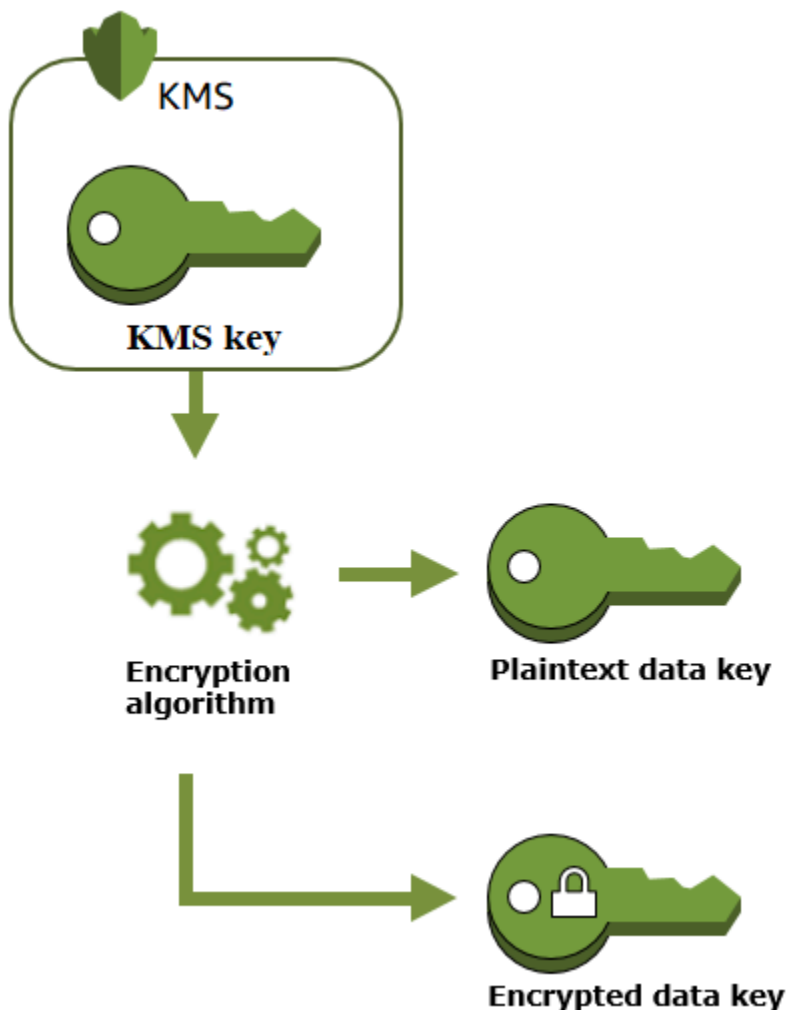 KMS
KMS key
Encryption
algorithm
Plaintext data key
Encrypted data key